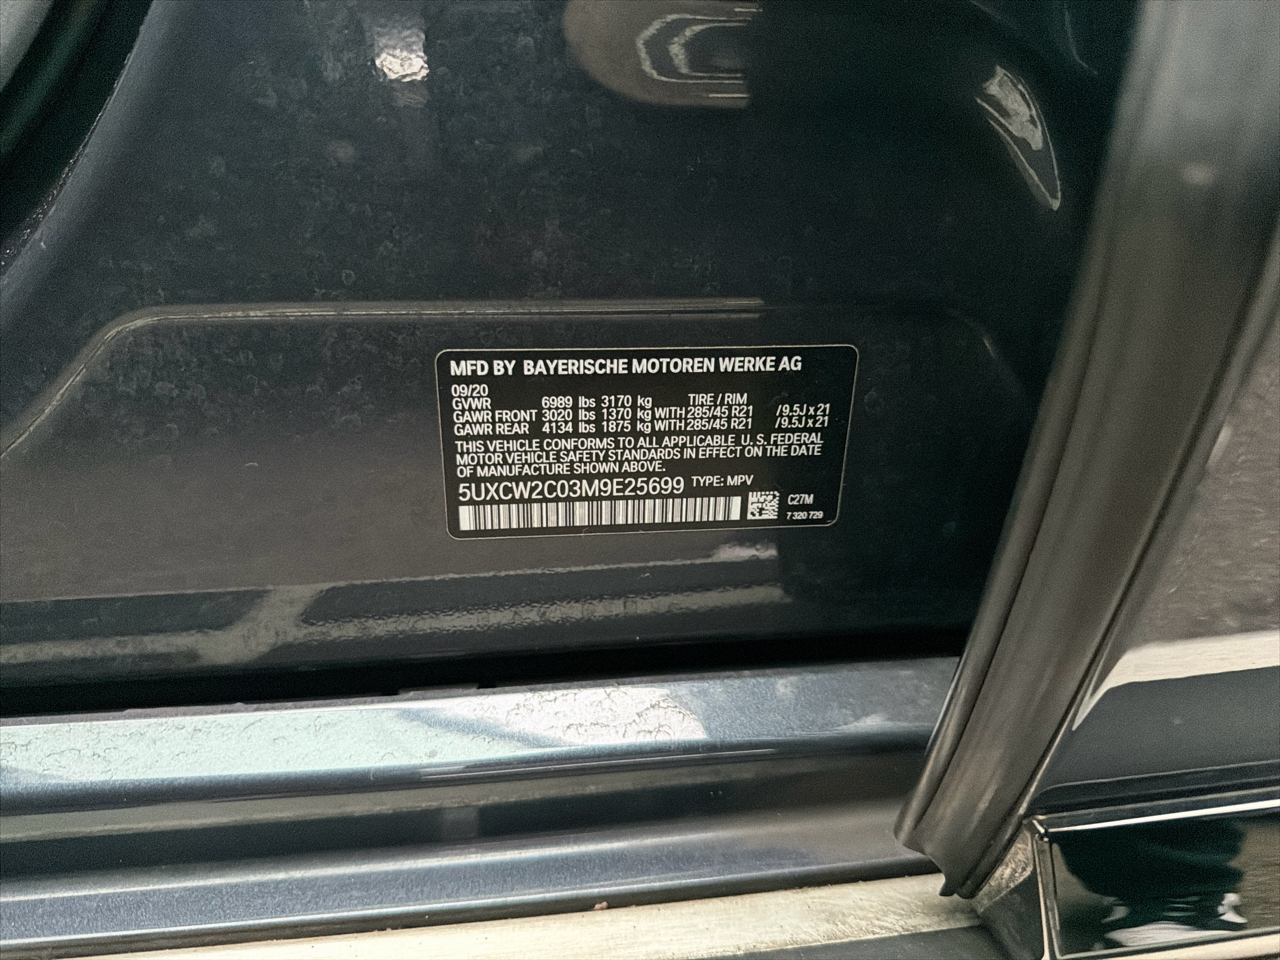 MFD BY BAYERISCHE MOTOREN WERKE AG
09/20
GVWR 6989 lbs 3170 kg TIRE / RIM
GAWR FRONT 3020 lbs 1370 kg WITH 285/45 R21 /9.5J x 21
GAWR REAR 4134 lbs 1875 kg WITH 285/45 R21 /9.5J x 21
THIS VEHICLE CONFORMS TO ALL APPLICABLE U.S. FEDERAL
MOTOR VEHICLE SAFETY STANDARDS IN EFFECT ON THE DATE
OF MANUFACTURE SHOWN ABOVE.
5UXCW2C03M9E25699 TYPE: MPV
C27M
7 320 729